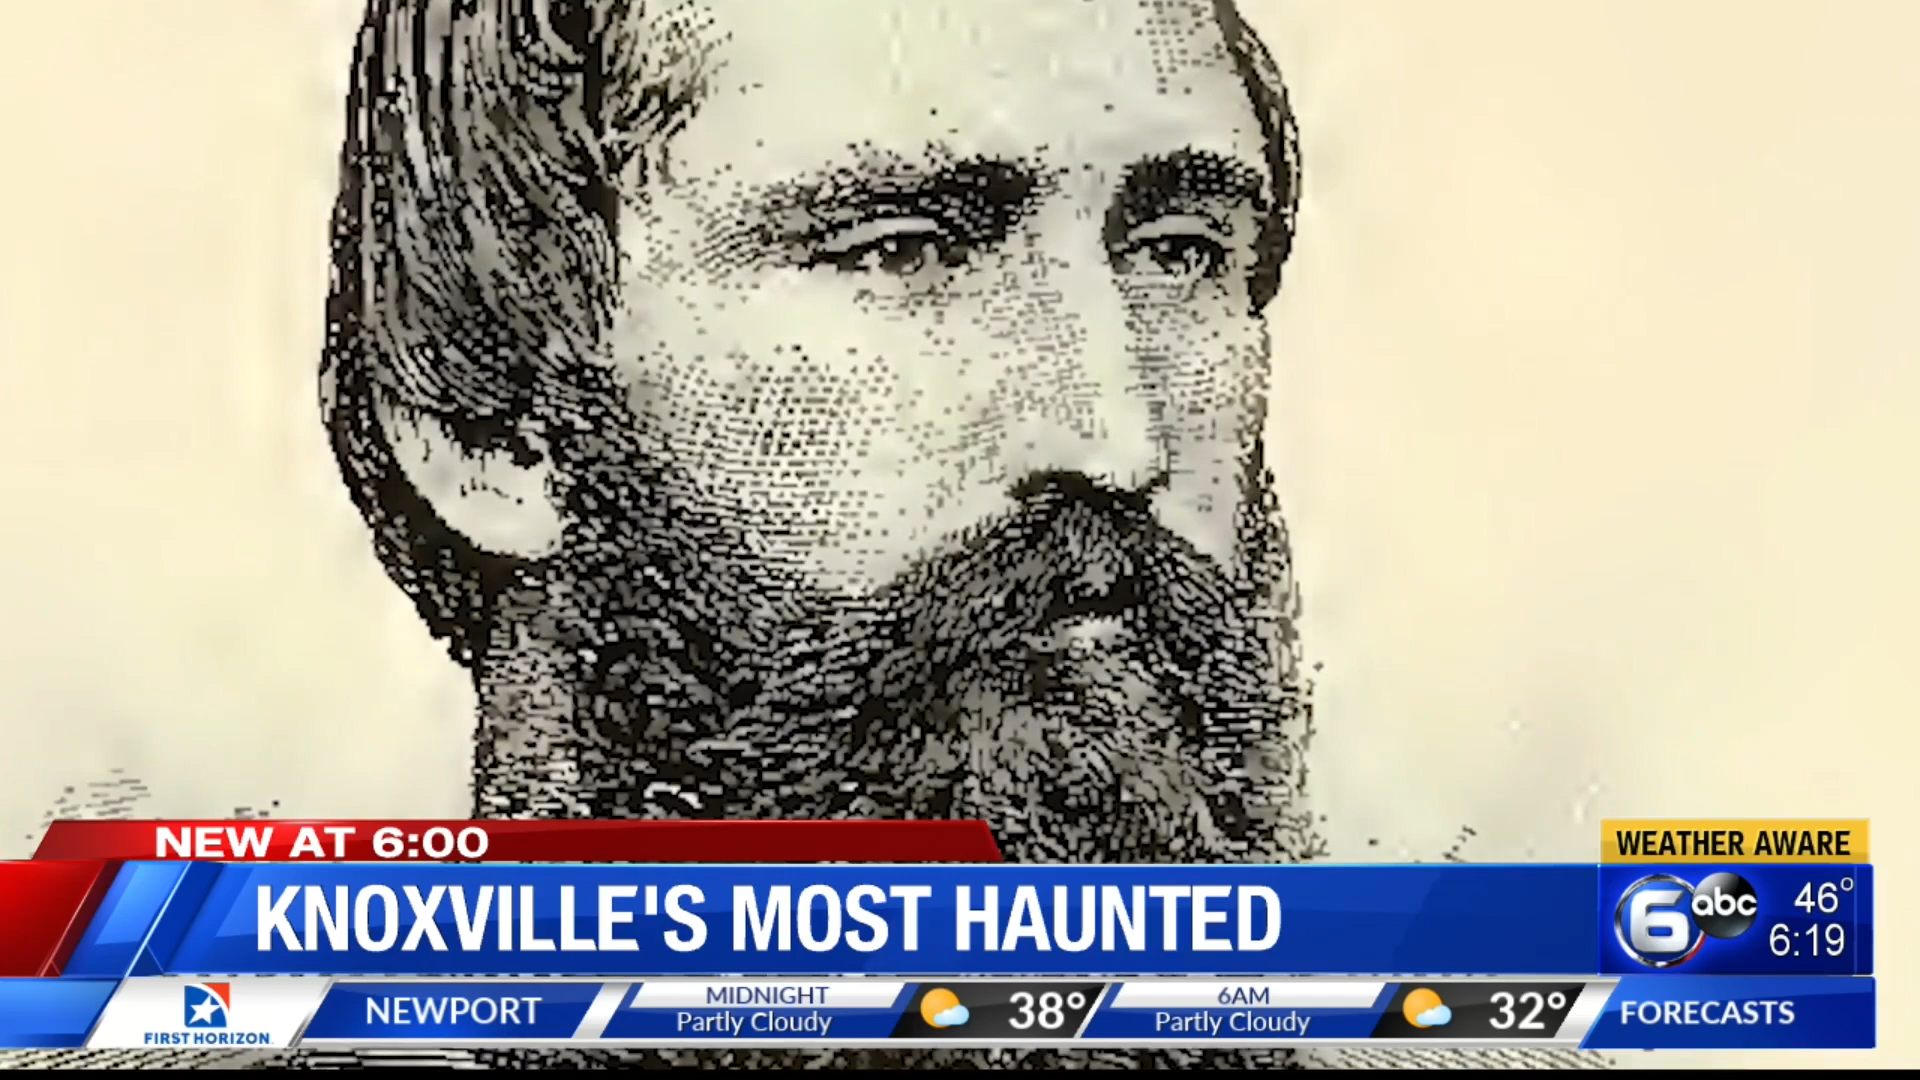 NEW AT 6:00
KNOXVILLE'S MOST HAUNTED
WEATHER AWARE
6 abc 46°
6:19
FIRST HORIZON
NEWPORT
MIDNIGHT
Partly Cloudy
38°
6AM
Partly Cloudy
32°
FORECASTS